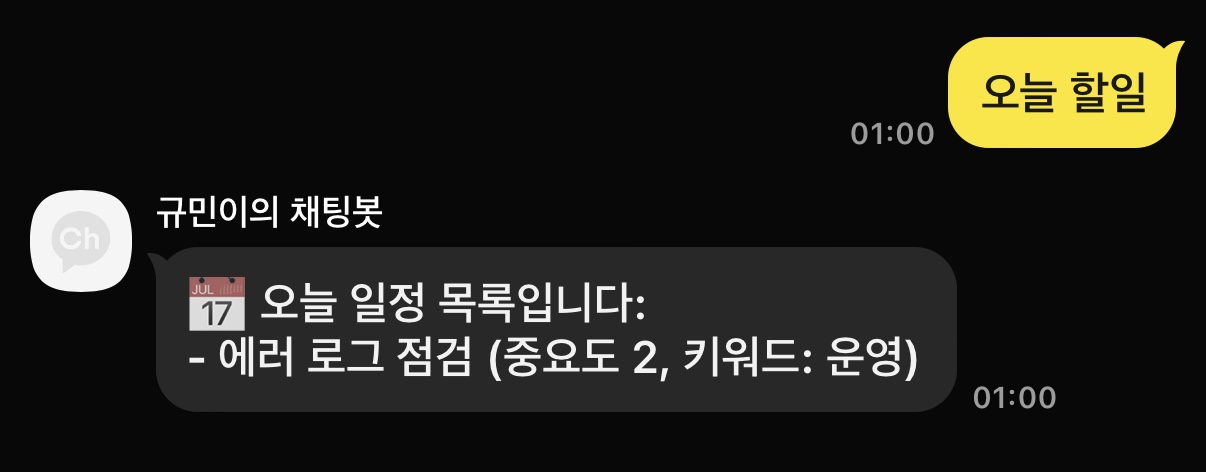 오늘 할일
01:00
규민이의 채팅봇
Ch
📅 오늘 일정 목록입니다:
- 에러 로그 점검 (중요도 2, 키워드: 운영)
01:00